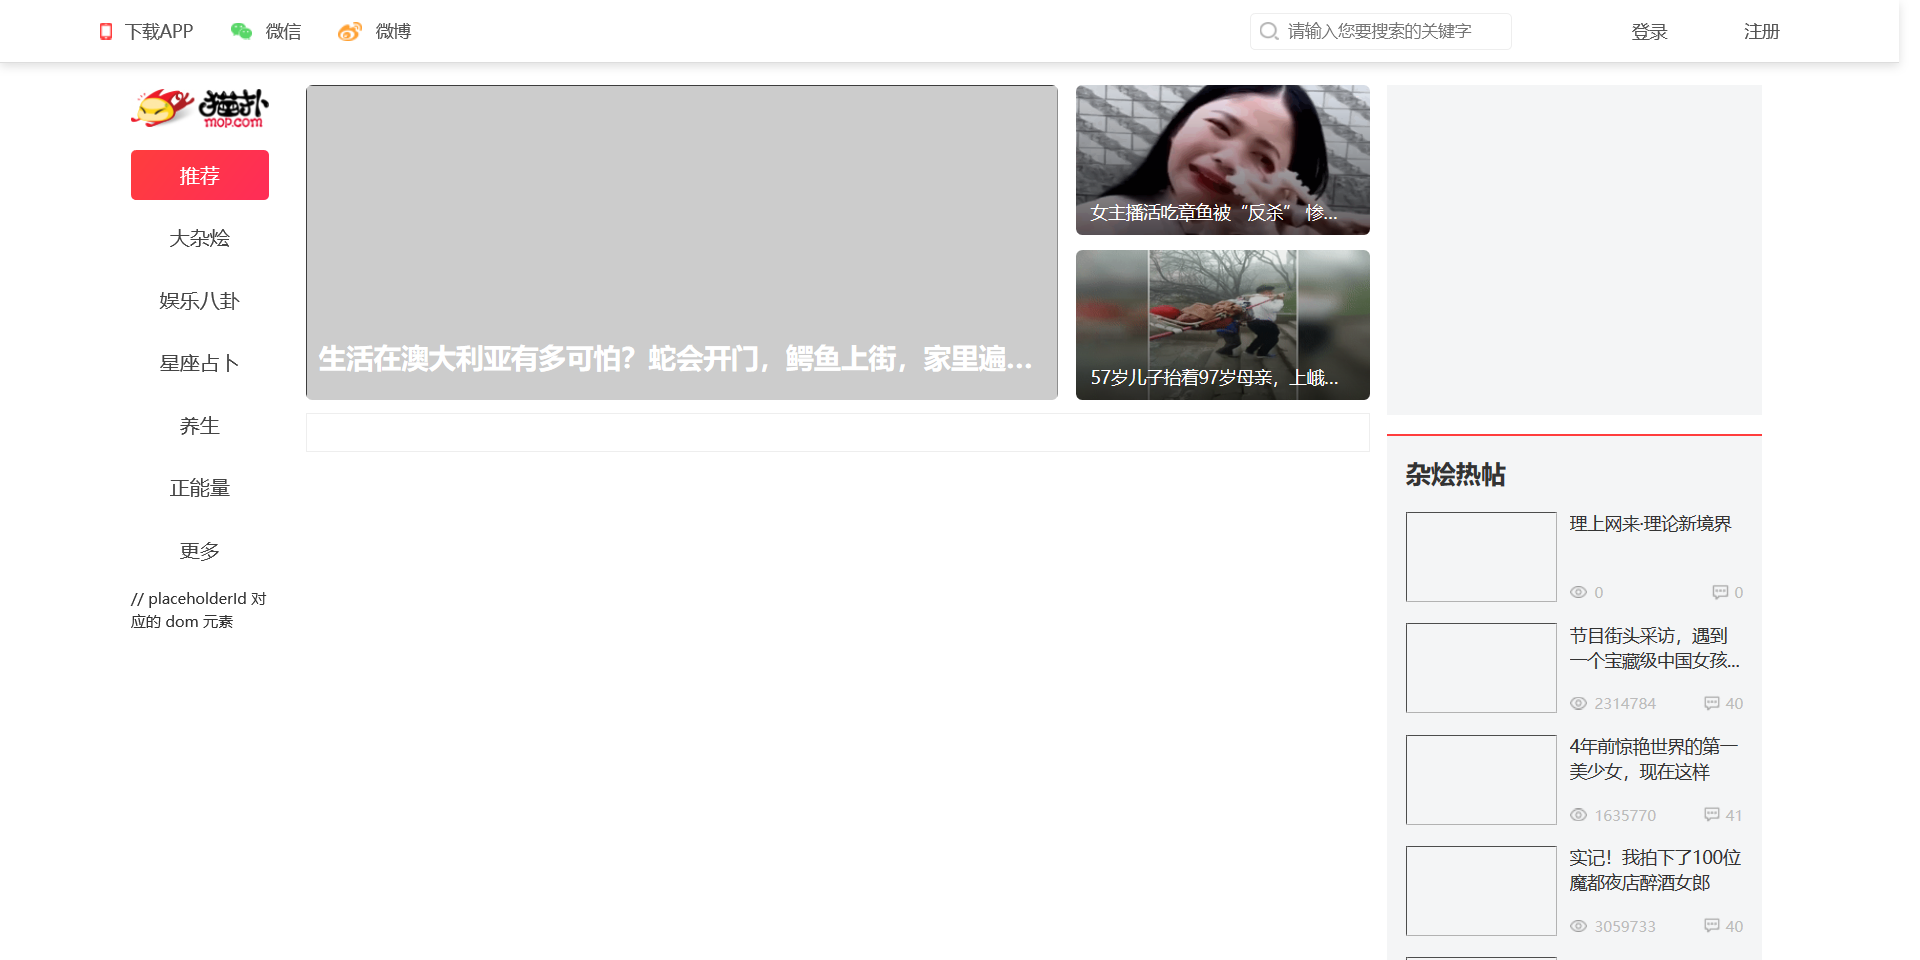 下载APP
微信
微博
请输入您要搜索的关键字
登录
注册
猫扑
mop.com
推荐
大杂烩
娱乐八卦
星座占卜
养生
正能量
更多
// placeholderId 对
应的 dom 元素
生活在澳大利亚有多可怕？蛇会开门，鳄鱼上街，家里遍...
女主播活吃章鱼被“反杀” 惨...
57岁儿子抬着97岁母亲，上峨...
杂烩热帖
理上网来·理论新境界
0
0
节目街头采访，遇到
一个宝藏级中国女孩...
2314784
40
4年前惊艳世界的第一
美少女，现在这样
1635770
41
实记！我拍下了100位
魔都夜店醉酒女郎
3059733
40